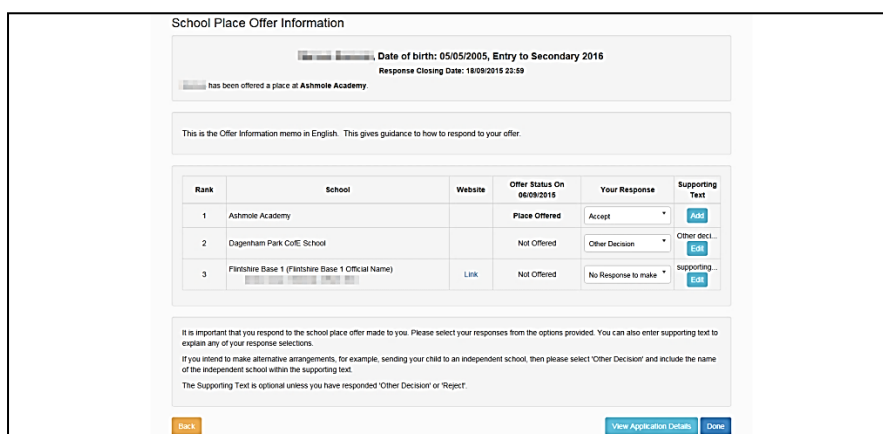 School Place Offer Information
, Date of birth: 05/05/2005, Entry to Secondary 2016
Response Closing Date: 18/09/2015 23:59
has been offered a place at Ashmole Academy.
This is the Offer Information memo in English. This gives guidance to how to respond to your offer.
Rank School Website Offer Status On 06/09/2015 Your Response Supporting Text
1 Ashmole Academy Place Offered Accept Add
2 Dagenham Park CofE School Not Offered Other Decision Other deci... Edit
3 Flintshire Base 1 (Flintshire Base 1 Official Name) Link Not Offered No Response to make supporting... Edit
It is important that you respond to the school place offer made to you. Please select your responses from the options provided. You can also enter supporting text to
explain any of your response selections.
If you intend to make alternative arrangements, for example, sending your child to an independent school, then please select 'Other Decision' and include the name
of the independent school within the supporting text.
The Supporting Text is optional unless you have responded 'Other Decision' or 'Reject'.
Back View Application Details Done